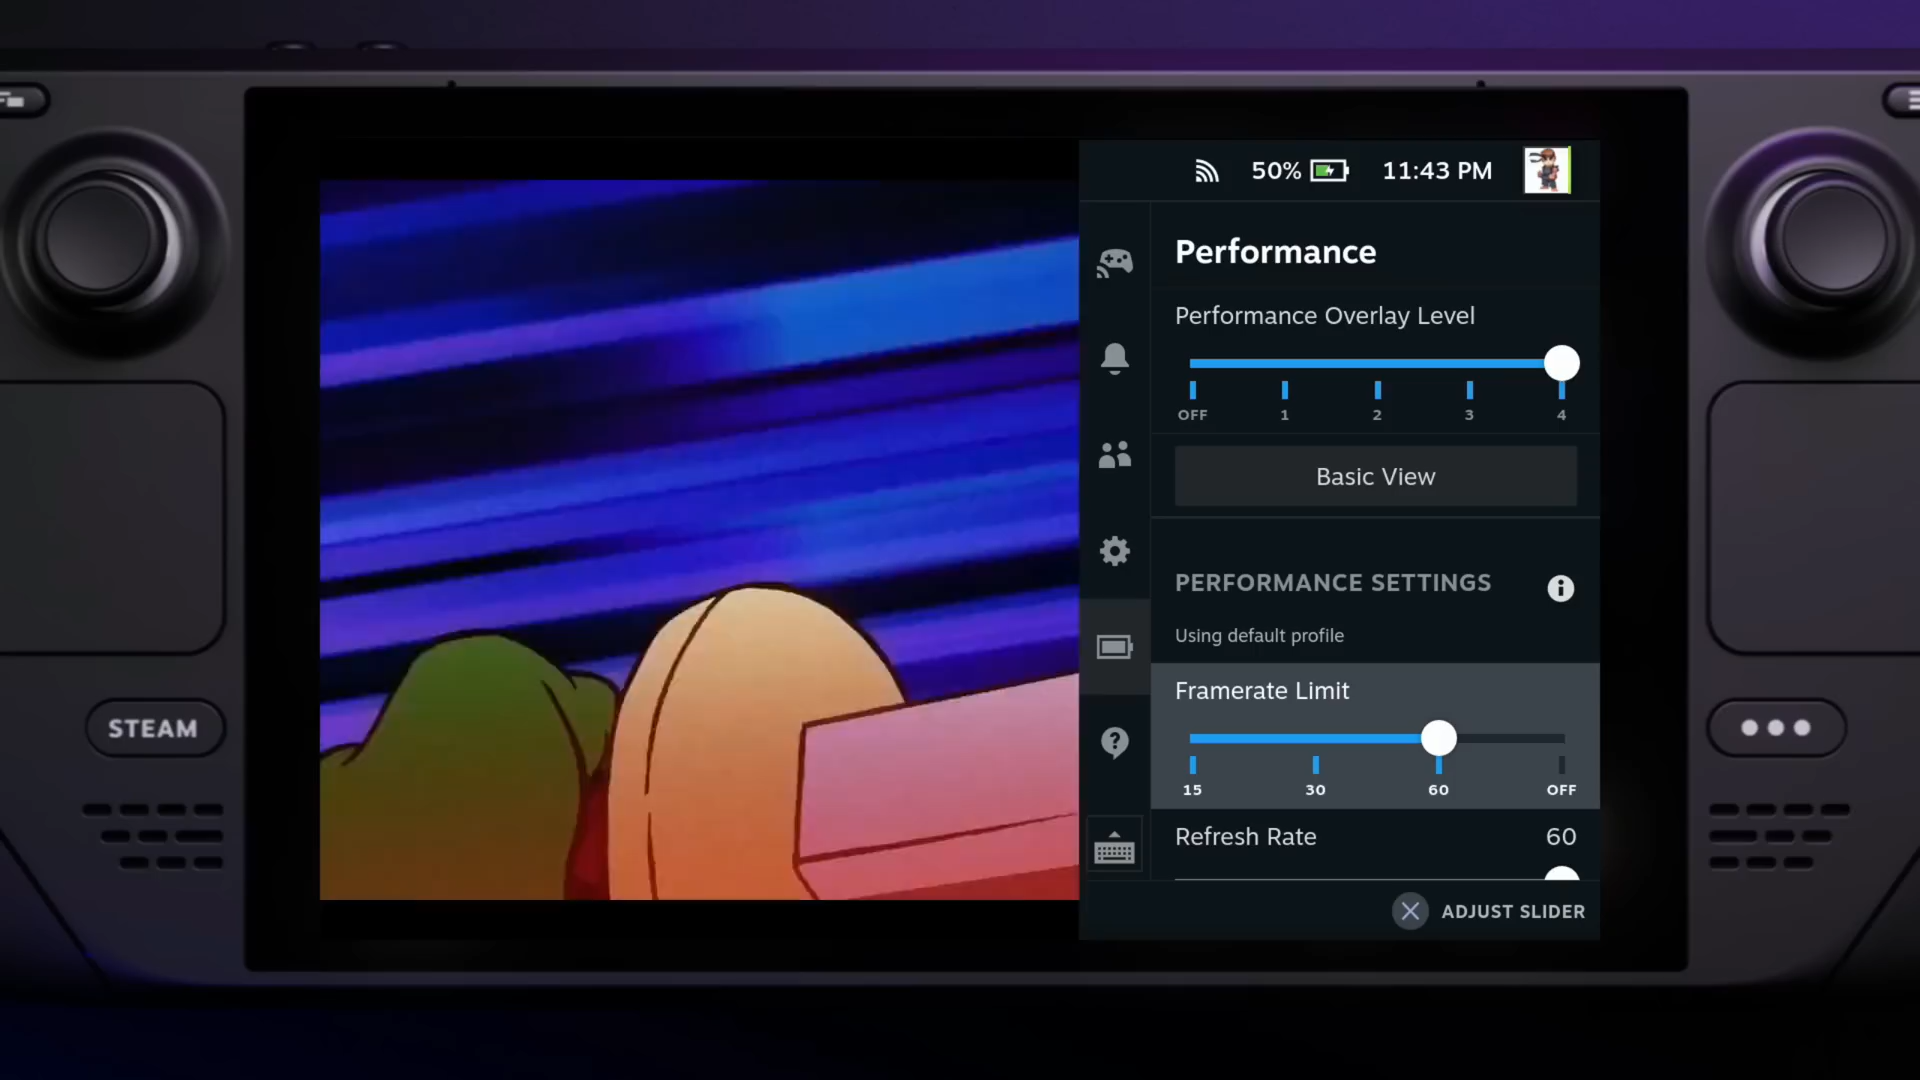 50% 11:43 PM
Performance
Performance Overlay Level
OFF 1 2 3 4
Basic View
PERFORMANCE SETTINGS
Using default profile
Framerate Limit
15 30 60 OFF
Refresh Rate 60
ADJUST SLIDER
STEAM